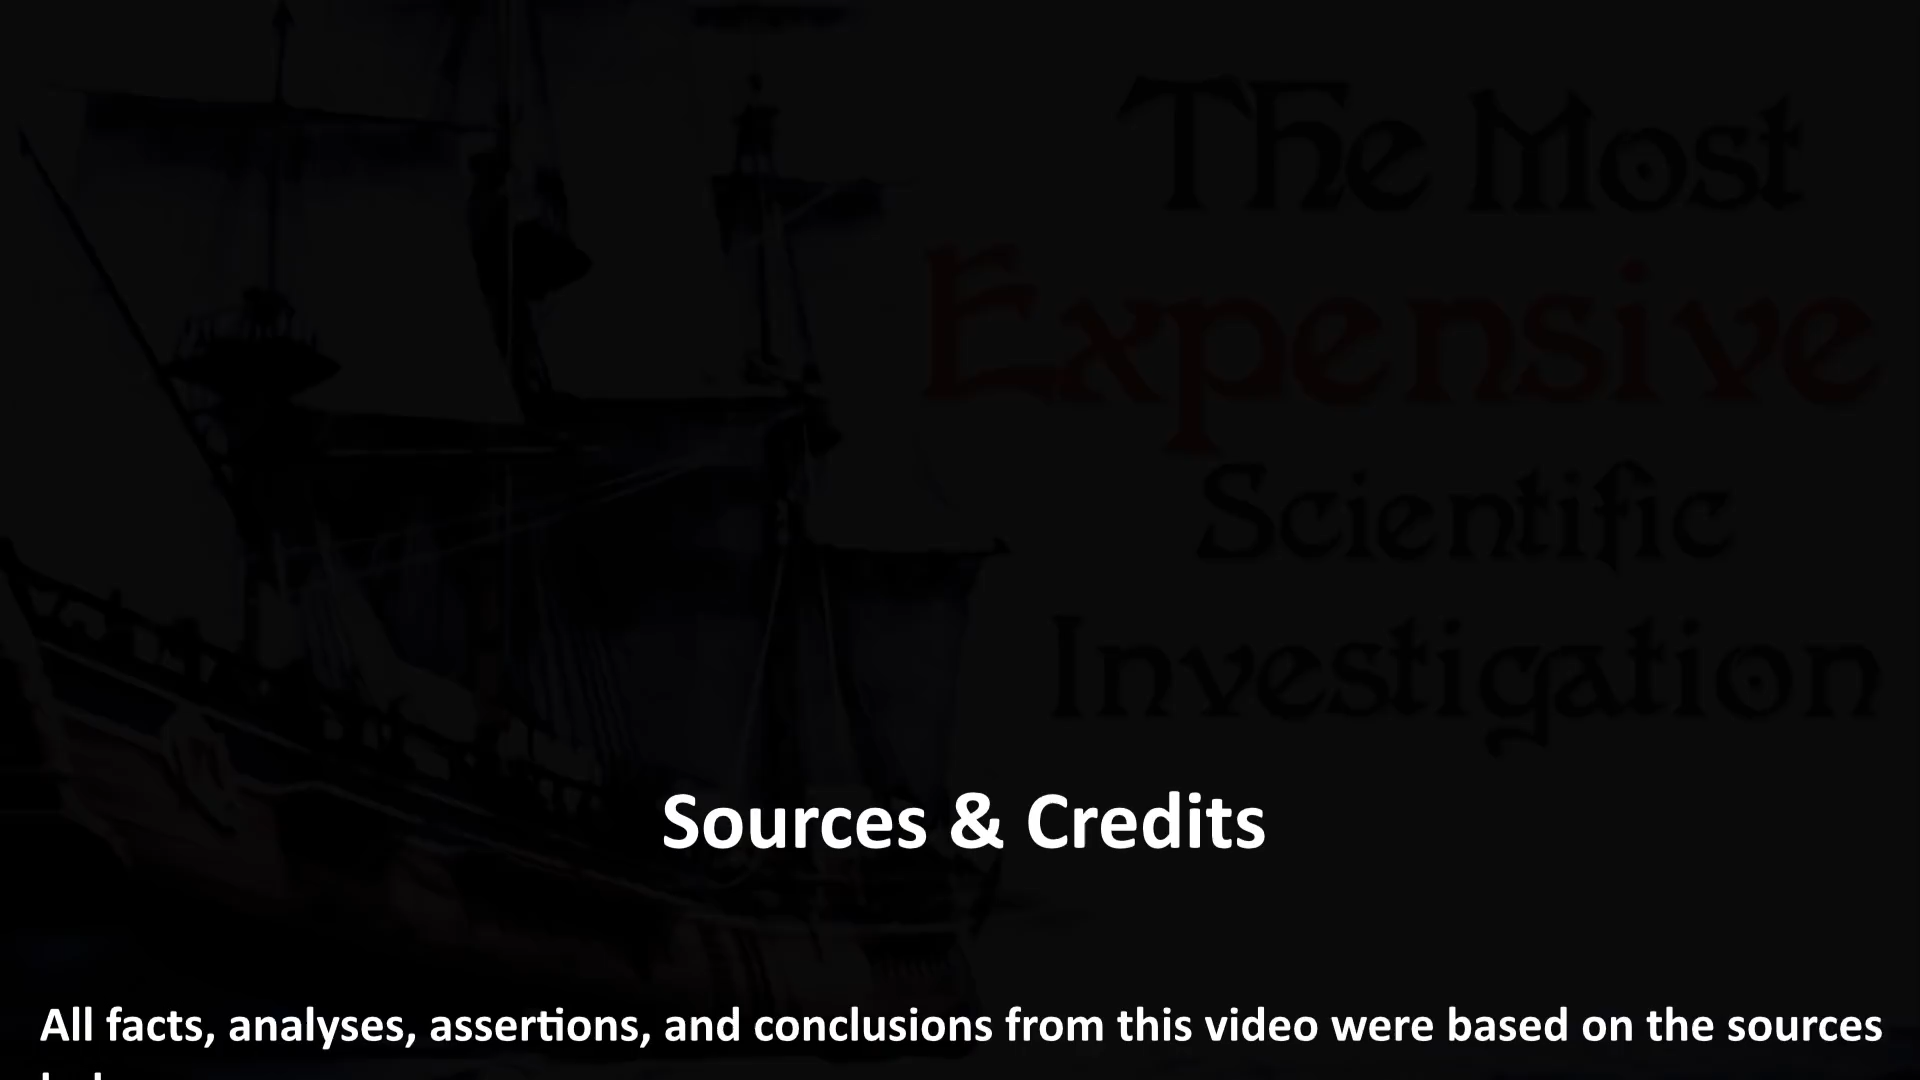 The Most
Expensive
Scientific
Investigation
Sources & Credits
All facts, analyses, assertions, and conclusions from this video were based on the sources